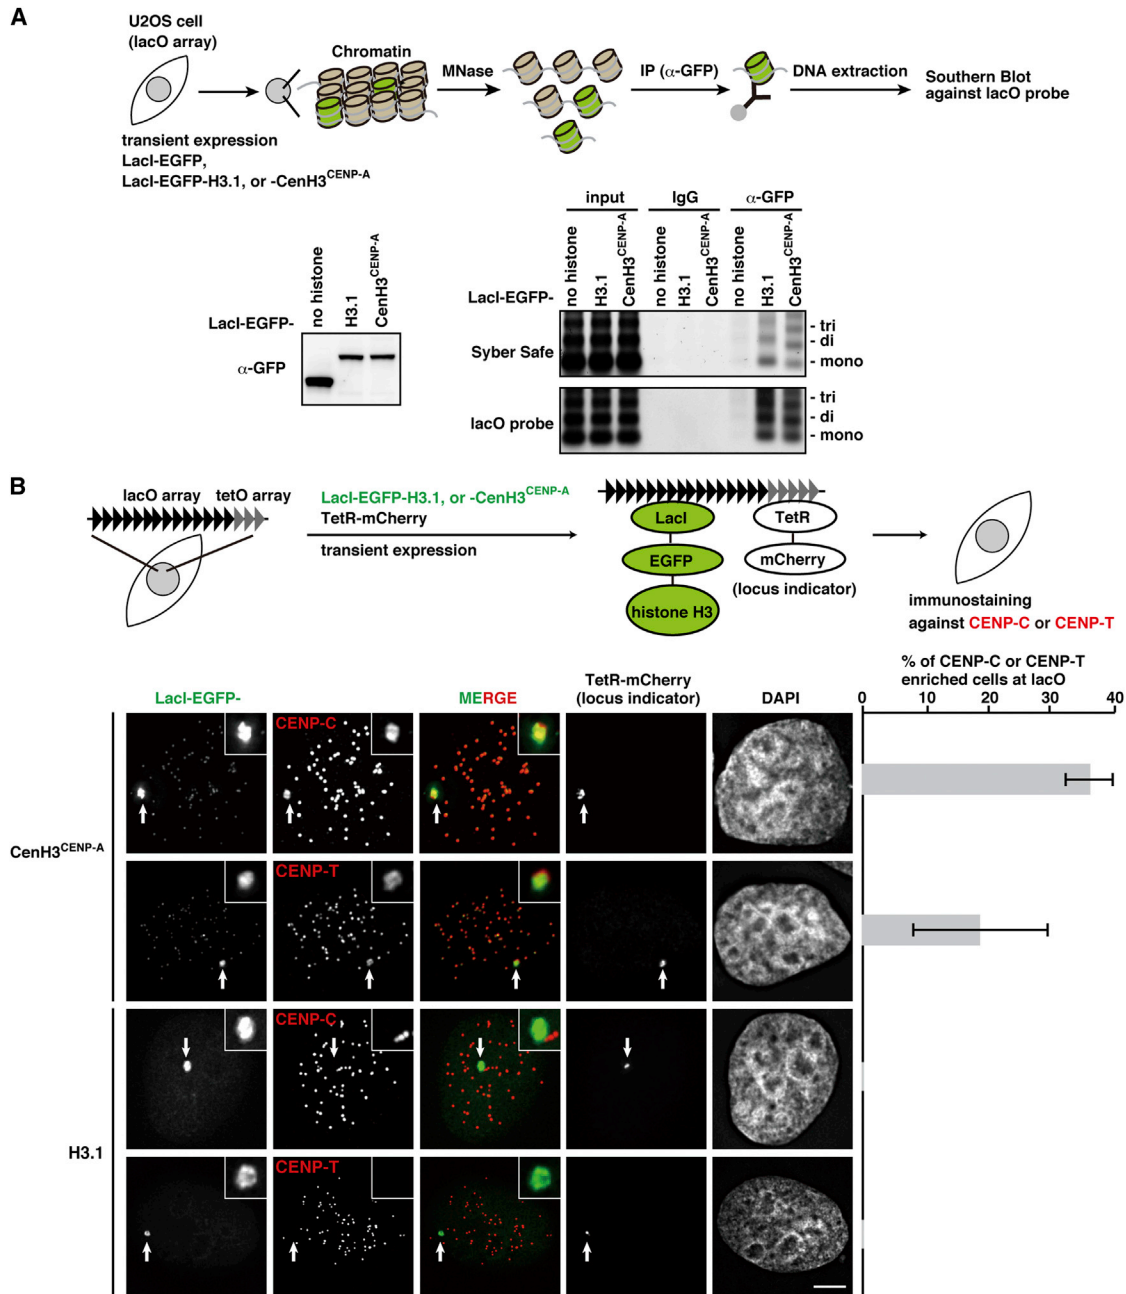 A
U2OS cell
(lacO array)
Chromatin
MNase
IP (α-GFP)
DNA extraction
Southern Blot
against lacO probe
transient expression
LacI-EGFP,
LacI-EGFP-H3.1, or -CenH3CENP-A
LacI-EGFP-
no histone
H3.1
CenH3CENP-A
α-GFP
input
IgG
α-GFP
LacI-EGFP-
no histone
H3.1
CenH3CENP-A
no histone
H3.1
CenH3CENP-A
no histone
H3.1
CenH3CENP-A
Syber Safe
- tri
- di
- mono
lacO probe
- tri
- di
- mono
B
lacO array
tetO array
LacI-EGFP-H3.1, or -CenH3CENP-A
TetR-mCherry
transient expression
LacI
EGFP
histone H3
TetR
mCherry
(locus indicator)
immunostaining
against CENP-C or CENP-T
LacI-EGFP-
MERGE
TetR-mCherry
(locus indicator)
DAPI
% of CENP-C or CENP-T
enriched cells at lacO
0 10 20 30 40
CenH3CENP-A
CENP-C
CENP-T
H3.1
CENP-C
CENP-T